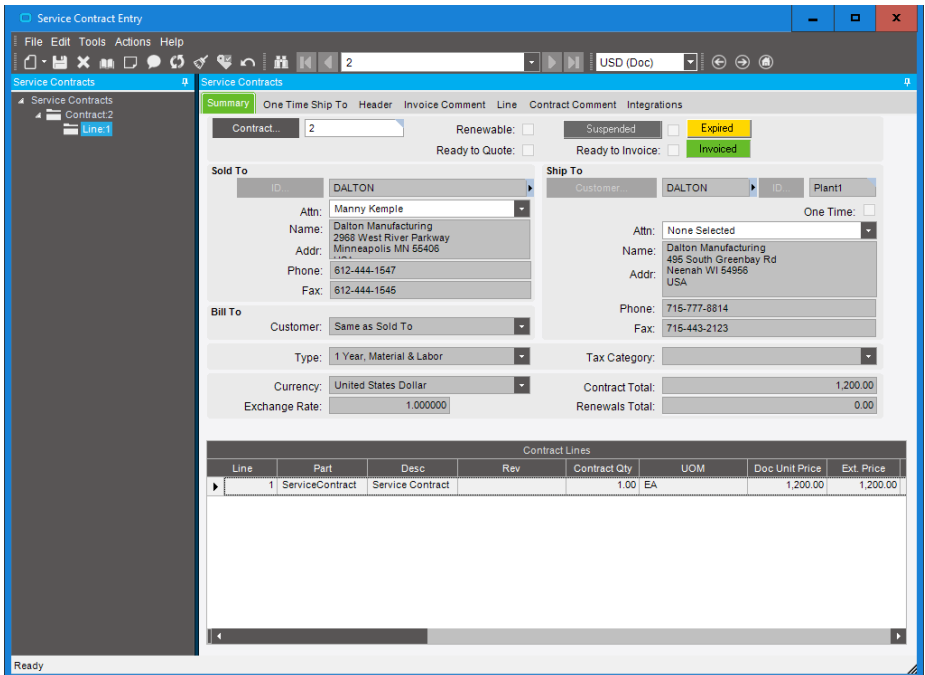 Service Contract Entry
File Edit Tools Actions Help
2 USD (Doc)
Service Contracts
Service Contracts
Contract:2
Line:1
Service Contracts
Summary One Time Ship To Header Invoice Comment Line Contract Comment Integrations
Contract... 2 Renewable: Suspended Expired
Ready to Quote: Ready to Invoice: Invoiced
Sold To
ID... DALTON
Attn: Manny Kemple
Name: Dalton Manufacturing
2968 West River Parkway
Addr: Minneapolis MN 55406
Phone: 612-444-1547
Fax: 612-444-1545
Bill To
Customer: Same as Sold To
Ship To
Customer... DALTON ID... Plant1
One Time:
Attn: None Selected
Name: Dalton Manufacturing
495 South Greenbay Rd
Addr: Neenah WI 54956
USA
Phone: 715-777-8814
Fax: 715-443-2123
Type: 1 Year, Material & Labor
Tax Category:
Currency: United States Dollar
Exchange Rate: 1.000000
Contract Total: 1,200.00
Renewals Total: 0.00
Contract Lines
Line Part Desc Rev Contract Qty UOM Doc Unit Price Ext. Price
1 ServiceContract Service Contract 1.00 EA 1,200.00 1,200.00
Ready